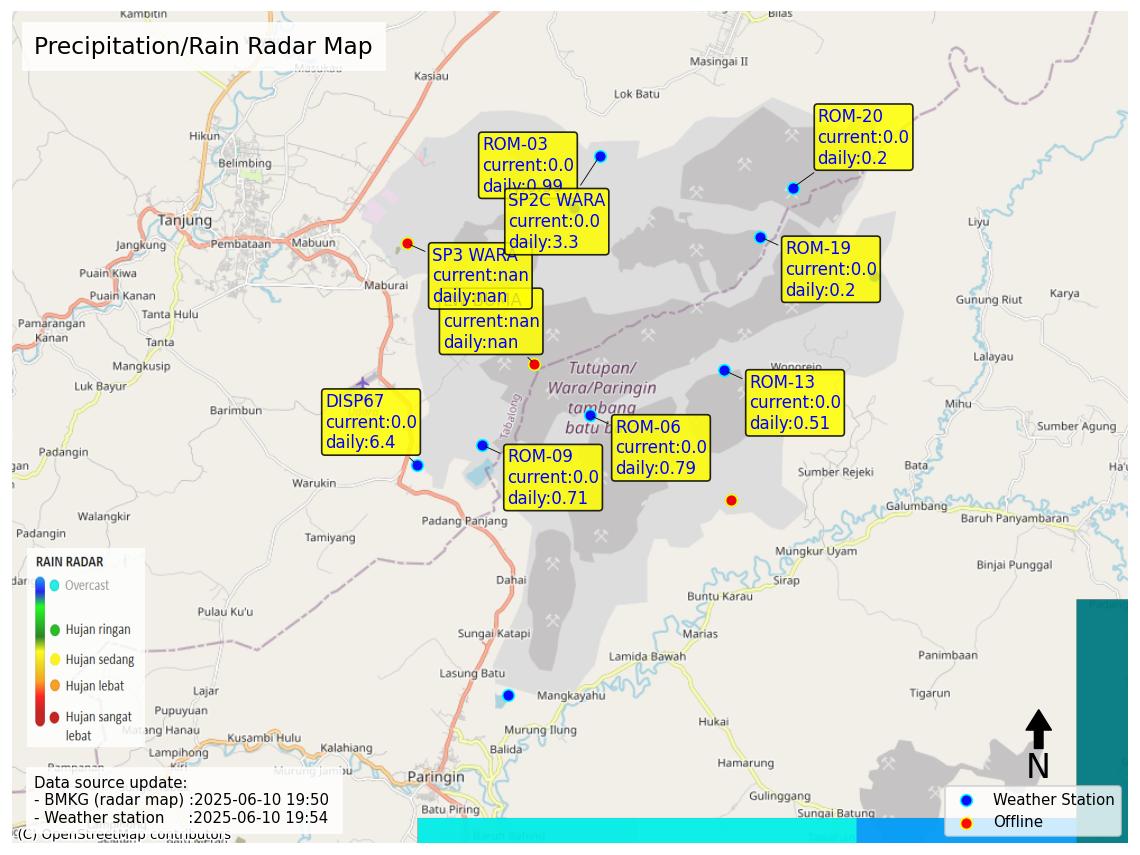 Kambitin
Bilas
Precipitation/Rain Radar Map
Masukau
Kasiau
Masingai II
Lok Batu
Hikun
Belimbing
ROM-03
current:0.0
daily:0.99
ROM-20
current:0.0
daily:0.2
SP2C WARA
current:0.0
daily:3.3
Tanjung
Jangkung
Pembataan
Mabuun
Liyu
SP3 WARA
current:nan
daily:nan
ROM-19
current:0.0
daily:0.2
Puain Kiwa
Puain Kanan
Maburai
Tanta Hulu
Gunung Riut
Karya
current:nan
daily:nan
Pamarangan
Kanan
Tanta
Mangkusip
Luk Bayur
Lalayau
Wonorejo
Tutupan/
Wara/Paringin
tambang
batu b
Tabalong
ROM-13
current:0.0
daily:0.51
DISP67
current:0.0
daily:6.4
Barimbun
Mihu
ROM-06
current:0.0
daily:0.79
Sumber Agung
Padangin
gan
ROM-09
current:0.0
daily:0.71
Bata
Sumber Rejeki
Warukin
Galumbang
Baruh Panyambaran
Walangkir
Padang Panjang
Padangin
Tamiyang
Mungkur Uyam
Binjai Punggal
RAIN RADAR
Overcast
Hujan ringan
Hujan sedang
Hujan lebat
Hujan sangat
lebat
Dahai
Sirap
Buntu Karau
Pulau Ku'u
Sungai Katapi
Marias
Lamida Bawah
Panimbaan
Lasung Batu
Lajar
Mangkayahu
Tigarun
Pupuyuan
Matang Hanau
Hukai
Murung Ilung
Kusambi Hulu
Kalahiang
Balida
Lampihong
Kiri
Hamarung
N
Pampanan
Murung Jambu
Paringin
Gulinggang
Data source update:
- BMKG (radar map) :2025-06-10 19:50
- Weather station :2025-06-10 19:54
Batu Piring
Sungai Batung
Weather Station
Offline
(C) OpenStreetMap contributors